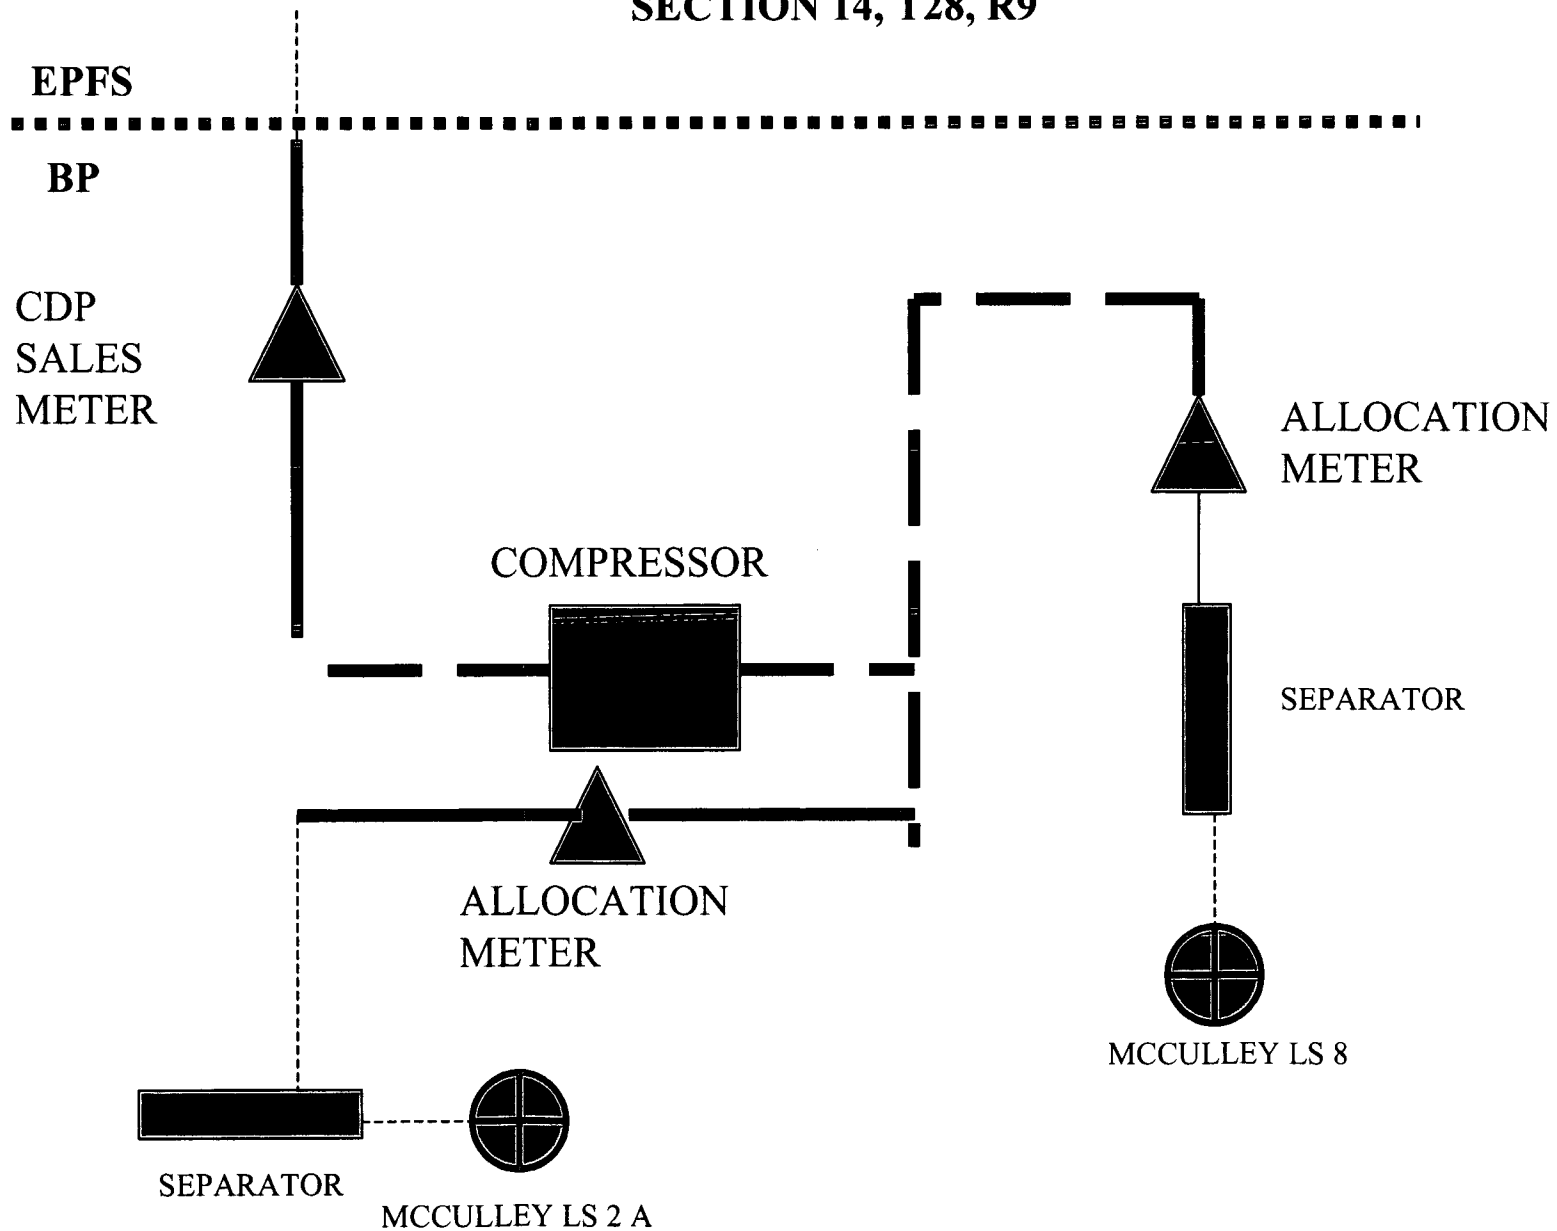 SECTION 14, T28, R9
EPFS
BP
CDP
SALES
METER
ALLOCATION
METER
COMPRESSOR
SEPARATOR
ALLOCATION
METER
MCCULLEY LS 8
SEPARATOR
MCCULLEY LS 2 A